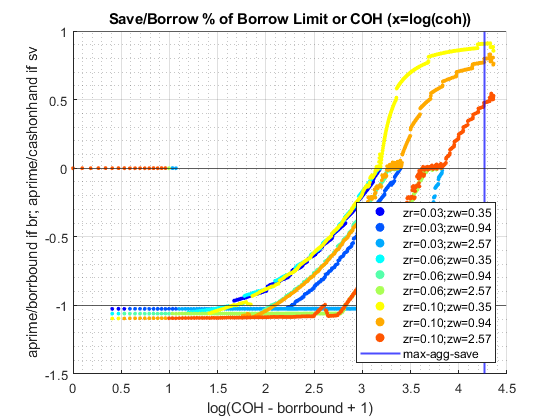 Save/Borrow % of Borrow Limit or COH (x=log(coh))
aprime/borrbound if br; aprime/cashonhand if sv
1
0.5
0
-0.5
-1
-1.5
zr=0.03;zw=0.35
zr=0.03;zw=0.94
zr=0.03;zw=2.57
zr=0.06;zw=0.35
zr=0.06;zw=0.94
zr=0.06;zw=2.57
zr=0.10;zw=0.35
zr=0.10;zw=0.94
zr=0.10;zw=2.57
max-agg-save
0 0.5 1 1.5 2 2.5 3 3.5 4 4.5
log(COH - borrbound + 1)